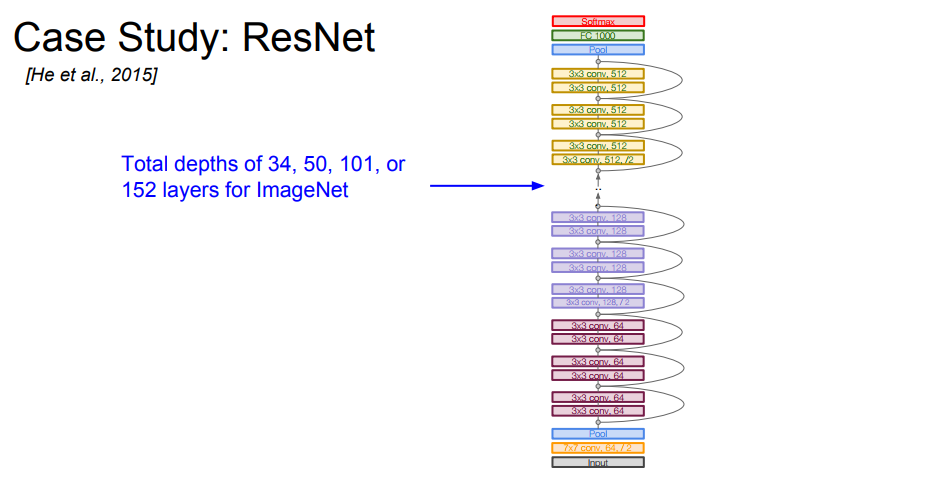 Case Study: ResNet
[He et al., 2015]
Total depths of 34, 50, 101, or
152 layers for ImageNet
Softmax
FC 1000
Pool
3x3 conv, 512
3x3 conv, 512
3x3 conv, 512
3x3 conv, 512
3x3 conv, 512
3x3 conv, 512, /2
..
3x3 conv, 128
3x3 conv, 128
3x3 conv, 128
3x3 conv, 128
3x3 conv, 128
3x3 conv, 128, / 2
3x3 conv, 64
3x3 conv, 64
3x3 conv, 64
3x3 conv, 64
3x3 conv, 64
3x3 conv, 64
Pool
7x7 conv, 64, / 2
Input